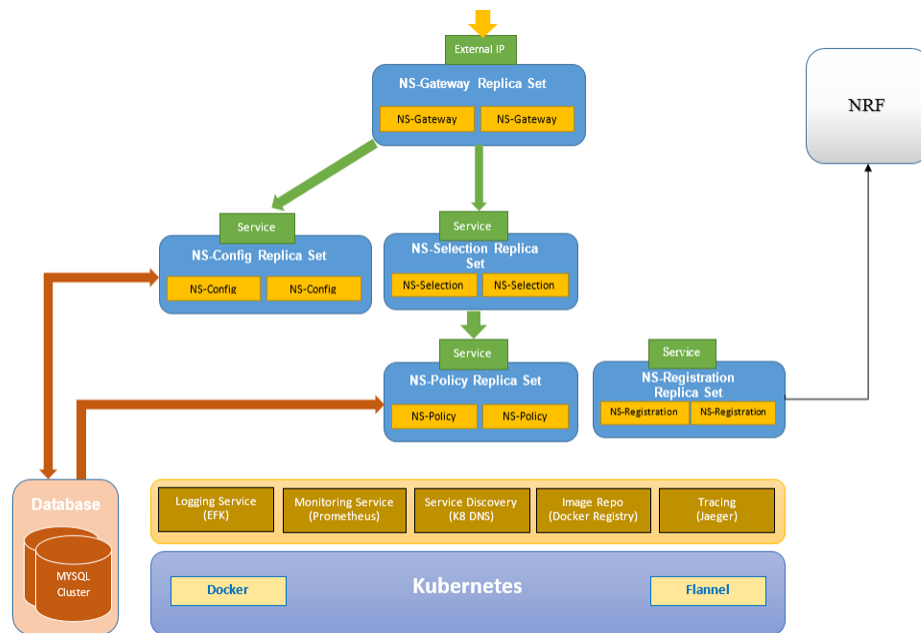 External IP
NS-Gateway Replica Set
NS-Gateway
NS-Gateway
NRF
Service
NS-Config Replica Set
NS-Config
NS-Config
Service
NS-Selection Replica
Set
NS-Selection
NS-Selection
Service
NS-Policy Replica Set
NS-Policy
NS-Policy
Service
NS-Registration
Replica Set
NS-Registration
NS-Registration
Database
MYSQL
Cluster
Logging Service
(EFK)
Monitoring Service
(Prometheus)
Service Discovery
(K8 DNS)
Image Repo
(Docker Registry)
Tracing
(Jaeger)
Kubernetes
Docker
Flannel